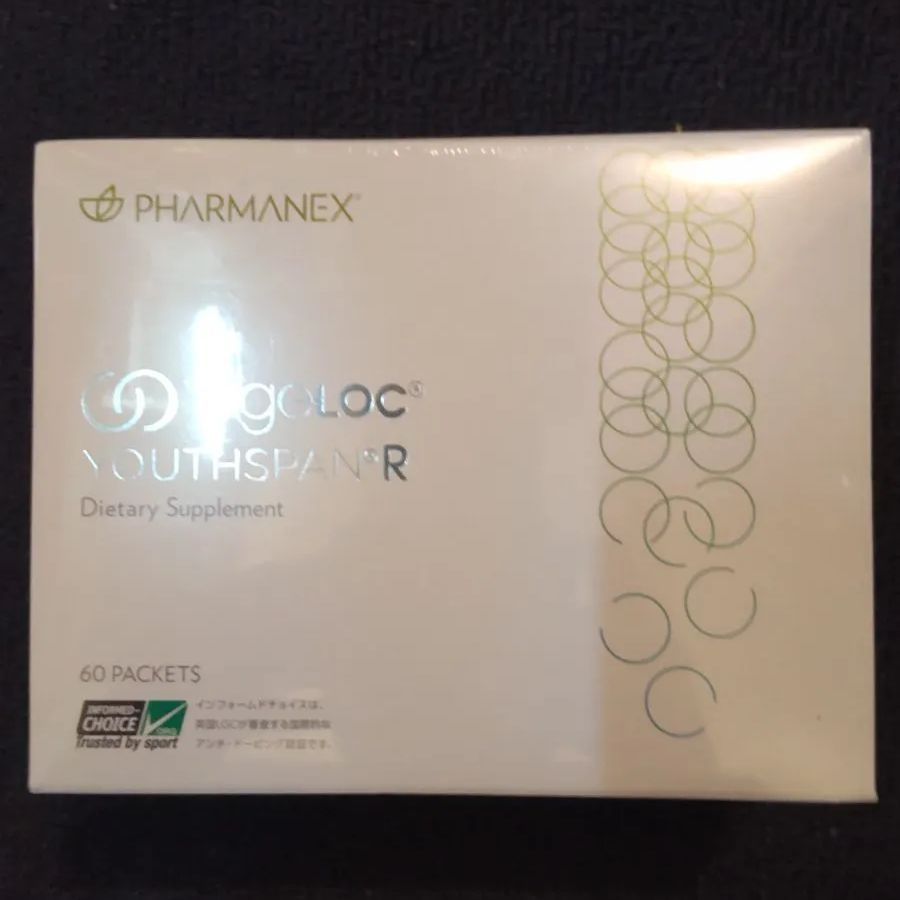 PHARMANEX®
ageLOC®
YOUTHSPAN® R
Dietary Supplement
60 PACKETS
INFORMED-
CHOICE
Trusted by sport
インフォームドチョイスは、
英国LGCが審査する国際的な
アンチ・ドーピング認証です。